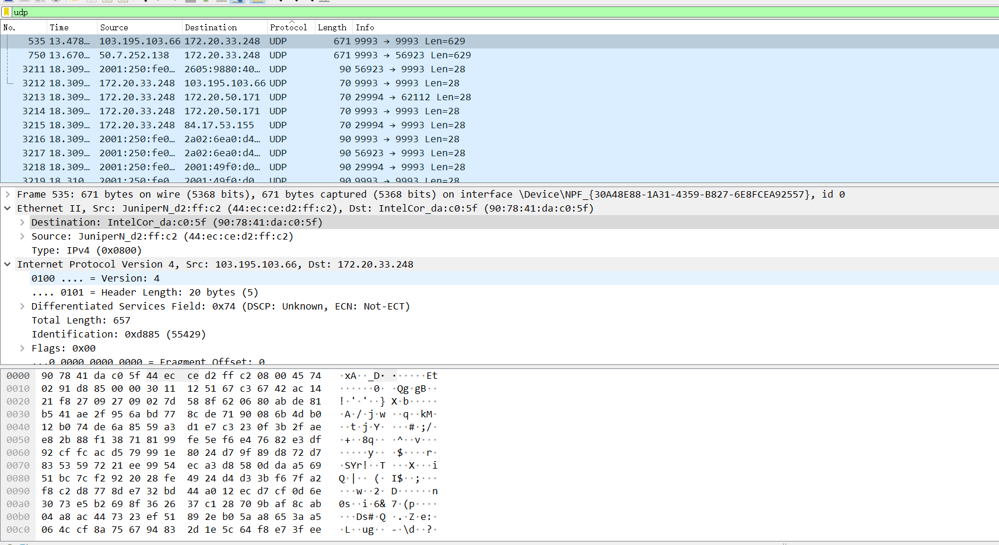 udp
No. Time Source Destination Protocol Length Info
535 13.478… 103.195.103.66 172.20.33.248 UDP 671 9993 → 9993 Len=629
750 13.670… 50.7.252.138 172.20.33.248 UDP 671 9993 → 56923 Len=629
3211 18.309… 2001:250:fe0… 2605:9880:40… UDP 90 56923 → 9993 Len=28
3212 18.309… 172.20.33.248 103.195.103.66 UDP 70 9993 → 9993 Len=28
3213 18.309… 172.20.33.248 172.20.50.171 UDP 70 29994 → 62112 Len=28
3214 18.309… 172.20.33.248 172.20.50.171 UDP 70 9993 → 9993 Len=28
3215 18.309… 172.20.33.248 84.17.53.155 UDP 70 29994 → 9993 Len=28
3216 18.309… 2001:250:fe0… 2a02:6ea0:d4… UDP 90 9993 → 9993 Len=28
3217 18.309… 2001:250:fe0… 2a02:6ea0:d4… UDP 90 56923 → 9993 Len=28
3218 18.309… 2001:250:fe0… 2001:49f0:d0… UDP 90 29994 → 9993 Len=28
3219 18.310… 2001:250:fe0… 2001:49f0:d0… UDP 90 9993 → 9993 Len=28
Frame 535: 671 bytes on wire (5368 bits), 671 bytes captured (5368 bits) on interface \Device\NPF_{30A48E88-1A31-4359-B827-6E8FCEA92557}, id 0
Ethernet II, Src: JuniperN_d2:ff:c2 (44:ec:ce:d2:ff:c2), Dst: IntelCor_da:c0:5f (90:78:41:da:c0:5f)
Destination: IntelCor_da:c0:5f (90:78:41:da:c0:5f)
Source: JuniperN_d2:ff:c2 (44:ec:ce:d2:ff:c2)
Type: IPv4 (0x0800)
Internet Protocol Version 4, Src: 103.195.103.66, Dst: 172.20.33.248
0100 .... = Version: 4
.... 0101 = Header Length: 20 bytes (5)
Differentiated Services Field: 0x74 (DSCP: Unknown, ECN: Not-ECT)
Total Length: 657
Identification: 0xd885 (55429)
Flags: 0x00
...0 0000 0000 0000 = Fragment Offset: 0
0000 90 78 41 da c0 5f 44 ec ce d2 ff c2 08 00 45 74 ·xA··_D· ······Et
0010 02 91 d8 85 00 00 30 11 12 51 67 c3 67 42 ac 14 ······0· ·Qg·gB··
0020 21 f8 27 09 27 09 02 7d 58 8f 62 06 80 ab de 81 !·'·'··} X·b·····
0030 b5 41 ae 2f 95 6a bd 77 8c de 71 90 08 6b 4d b0 ·A·/·j·w ··q··kM·
0040 12 b0 74 de 6a 85 59 a3 d1 e7 c3 23 0f 3b 2f ae ··t·j·Y· ···#·;/·
0050 e8 2b 88 f1 38 71 81 99 fe 5e f6 e4 76 82 e3 df ·+··8q·· ·^··v···
0060 92 cf fc ac d5 79 99 1e 80 24 d7 9f 89 d8 72 d7 ·····y·· ·$····r·
0070 83 53 59 72 21 ee 99 54 ec a3 d8 58 0d da a5 69 ·SYr!··T ···X···i
0080 51 bc 7c f2 92 20 28 fe 49 24 d4 d3 3b f6 7f a2 Q·|·· (· I$··;···
0090 f8 c2 d8 77 8d e7 32 bd 44 a0 12 ec d7 cf 0d 6e ···w··2· D······n
00a0 30 73 e5 b2 69 8f 36 26 37 c1 28 70 9b af 8c ab 0s··i·6& 7·(p····
00b0 04 a8 ac 44 73 23 ef 51 89 2e b0 5a a8 65 3a a5 ···Ds#·Q ·.·Z·e:·
00c0 06 4c cf 8a 75 67 94 83 2d 1e 5c 64 f8 e7 3f ee ·L··ug·· -·\d··?·